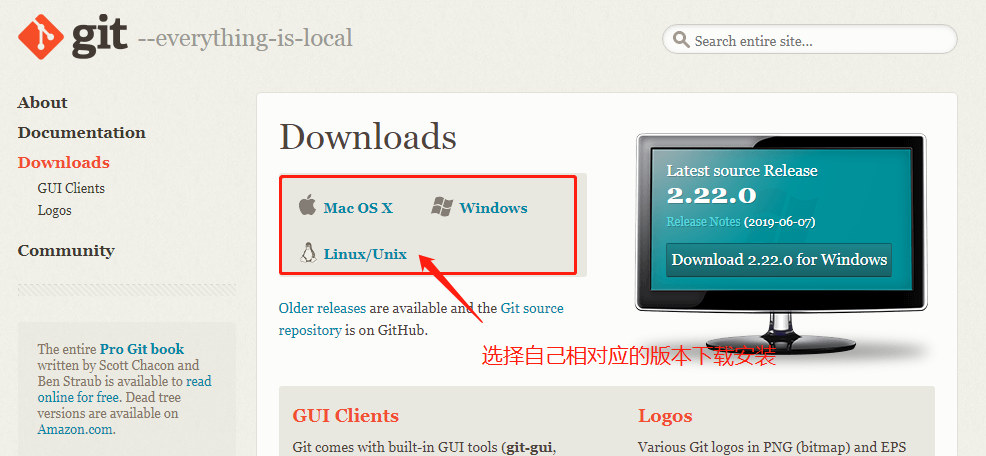 git --everything-is-local
Search entire site...
About
Documentation
Downloads
GUI Clients
Logos
Community
The entire Pro Git book
written by Scott Chacon and
Ben Straub is available to read
online for free. Dead tree
versions are available on
Amazon.com.
Downloads
Mac OS X
Windows
Linux/Unix
Older releases are available and the Git source
repository is on GitHub.
Latest source Release
2.22.0
Release Notes (2019-06-07)
Download 2.22.0 for Windows
选择自己相对应的版本下载安装
GUI Clients
Git comes with built-in GUI tools (git-gui,
Logos
Various Git logos in PNG (bitmap) and EPS